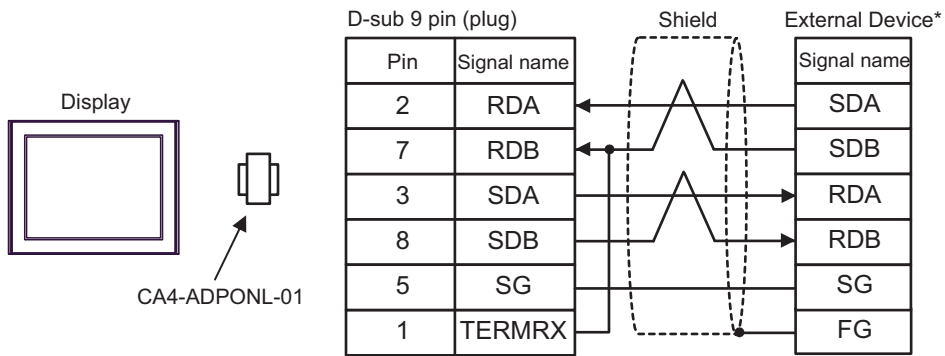 D-sub 9 pin (plug) Shield External Device*
Pin Signal name Signal name
Display
2 RDA SDA
7 RDB SDB
3 SDA RDA
8 SDB RDB
5 SG SG
1 TERMRX FG
CA4-ADPONL-01